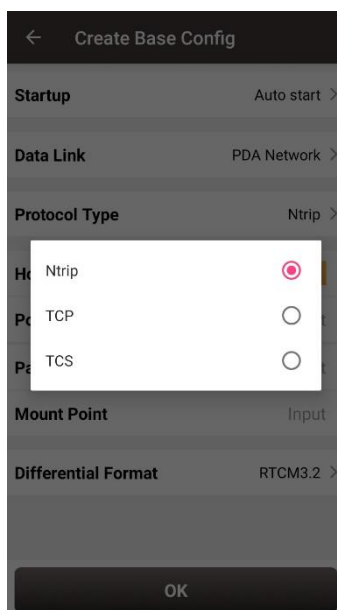 Create Base Config
Startup Auto start
Data Link PDA Network
Protocol Type Ntrip
Ntrip
TCP
TCS
Mount Point Input
Differential Format RTCM3.2
OK